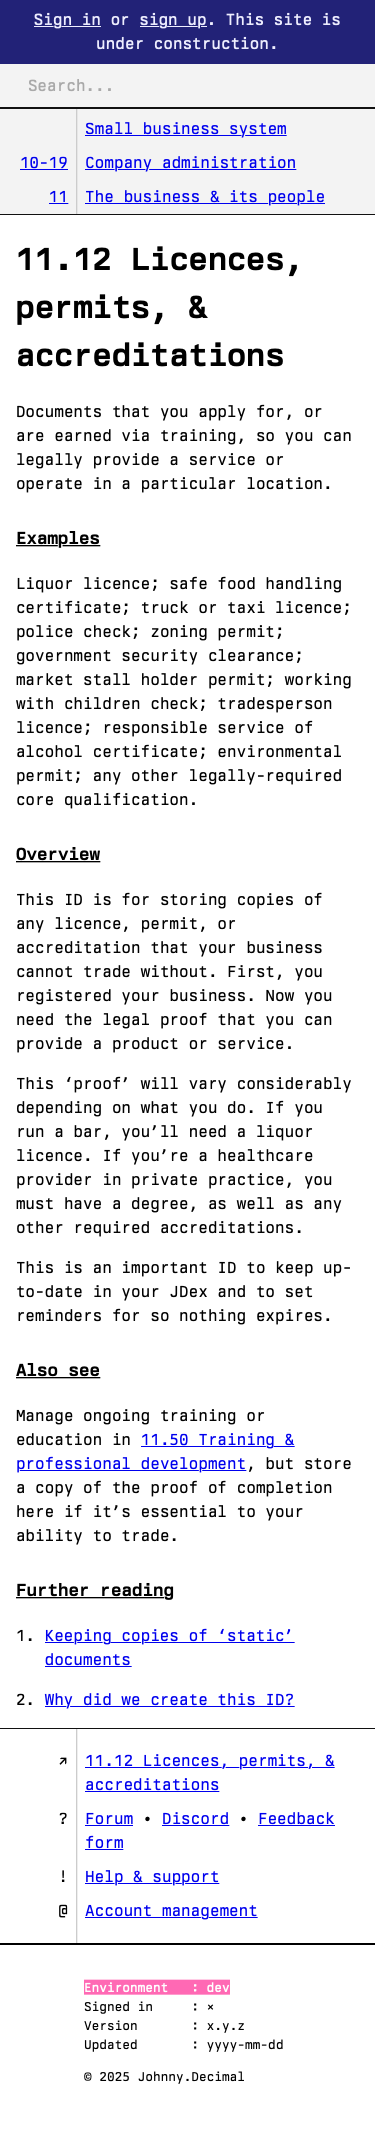 Sign in or sign up. This site is
under construction.
Search...
Small business system
10-19 Company administration
11 The business & its people
11.12 Licences,
permits, &
accreditations
Documents that you apply for, or
are earned via training, so you can
legally provide a service or
operate in a particular location.
Examples
Liquor licence; safe food handling
certificate; truck or taxi licence;
police check; zoning permit;
government security clearance;
market stall holder permit; working
with children check; tradesperson
licence; responsible service of
alcohol certificate; environmental
permit; any other legally-required
core qualification.
Overview
This ID is for storing copies of
any licence, permit, or
accreditation that your business
cannot trade without. First, you
registered your business. Now you
need the legal proof that you can
provide a product or service.
This ‘proof’ will vary considerably
depending on what you do. If you
run a bar, you’ll need a liquor
licence. If you’re a healthcare
provider in private practice, you
must have a degree, as well as any
other required accreditations.
This is an important ID to keep up-
to-date in your JDex and to set
reminders for so nothing expires.
Also see
Manage ongoing training or
education in 11.50 Training &
professional development, but store
a copy of the proof of completion
here if it’s essential to your
ability to trade.
Further reading
1. Keeping copies of ‘static’
documents
2. Why did we create this ID?
↗ 11.12 Licences, permits, &
accreditations
? Forum • Discord • Feedback
form
! Help & support
@ Account management
Environment : dev
Signed in : ×
Version : x.y.z
Updated : yyyy-mm-dd
© 2025 Johnny.Decimal